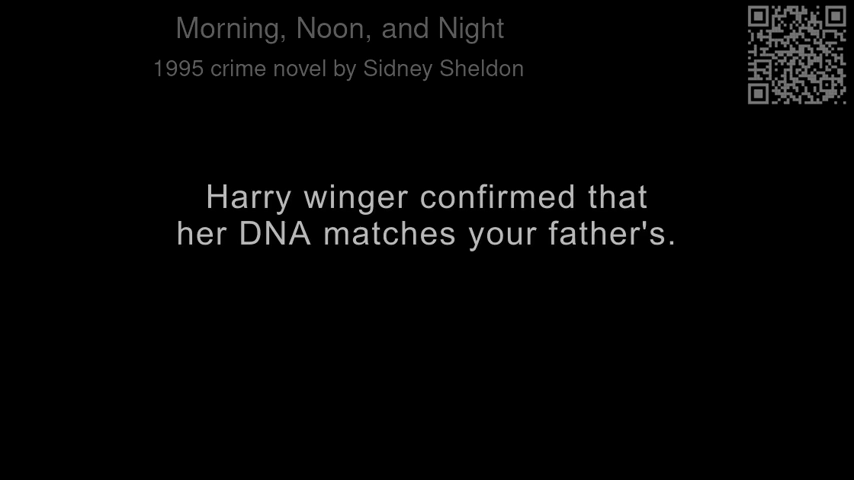 Morning, Noon, and Night
1995 crime novel by Sidney Sheldon
Harry winger confirmed that
her DNA matches your father's.